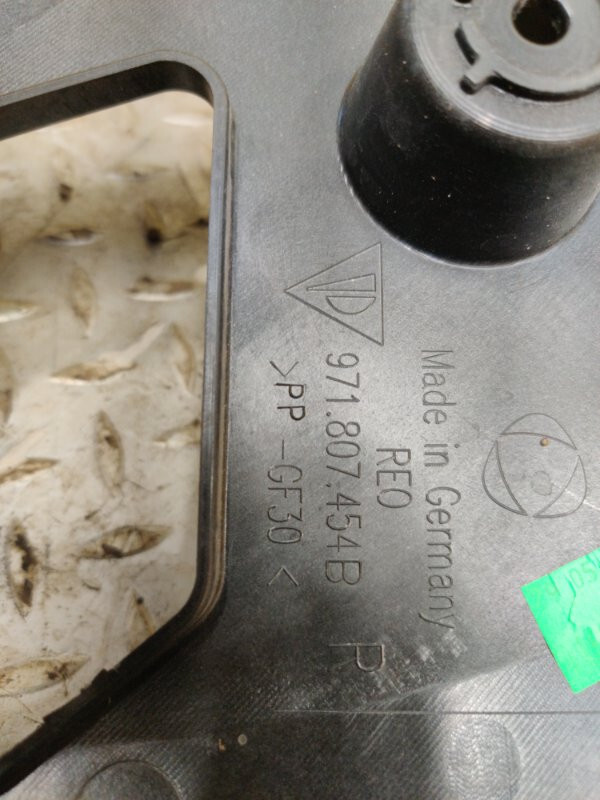 Made in Germany
REO
971.807.454B R
>PP-GF30<